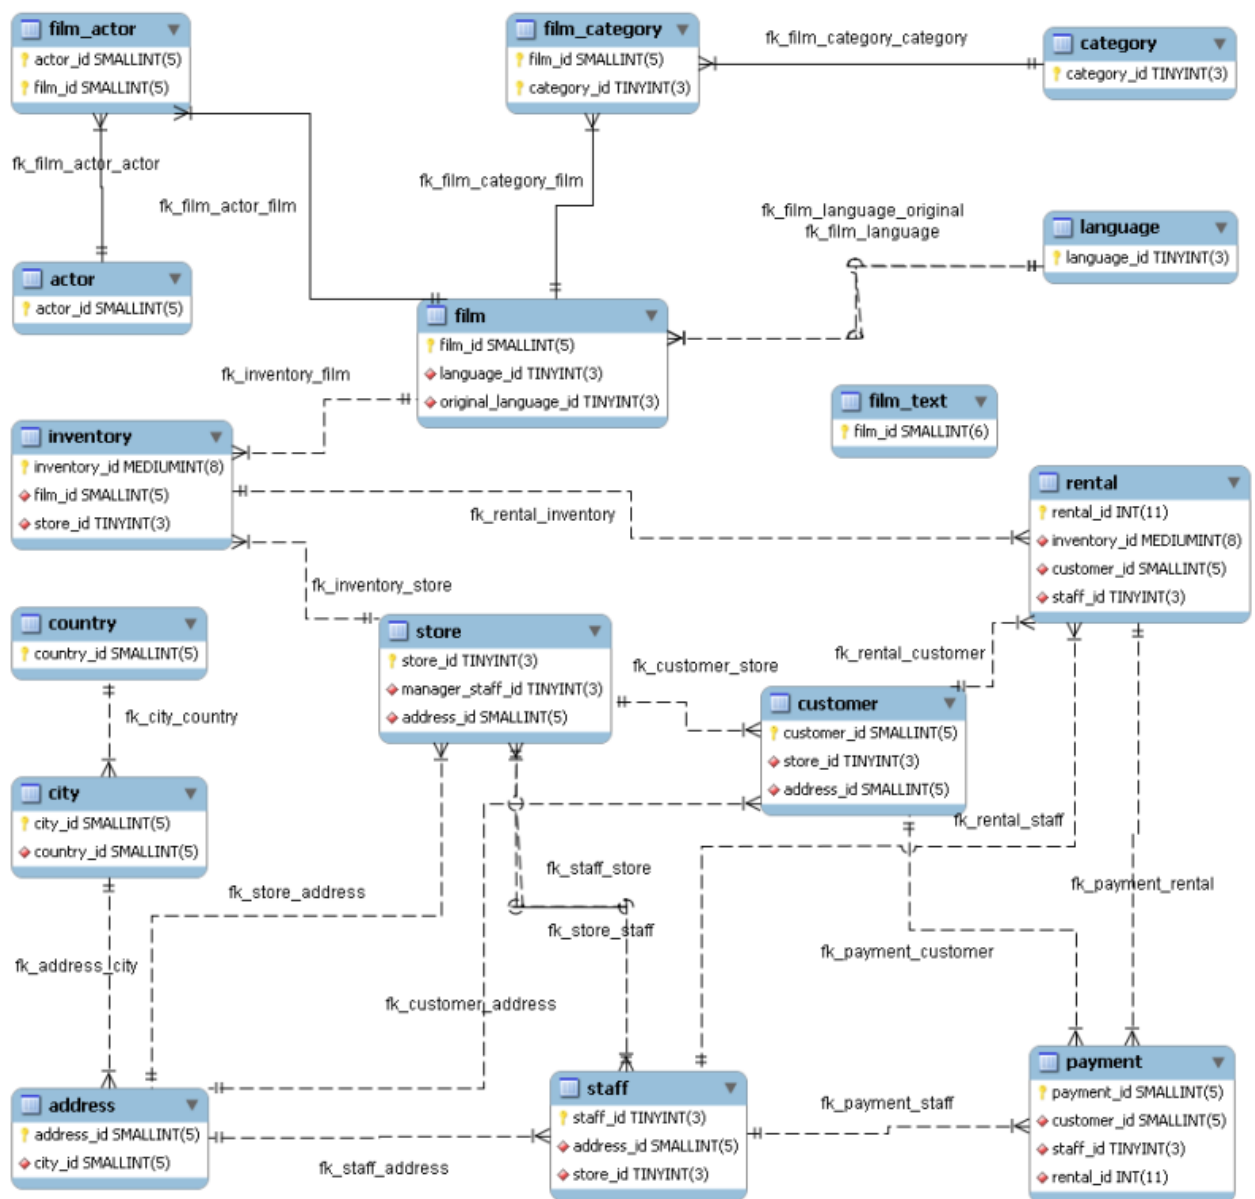 film_actor
actor_id SMALLINT(5)
film_id SMALLINT(5)
film_category
film_id SMALLINT(5)
category_id TINYINT(3)
fk_film_category_category
category
category_id TINYINT(3)
fk_film_actor_actor
fk_film_actor_film
fk_film_category_film
fk_film_language_original
fk_film_language
language
language_id TINYINT(3)
actor
actor_id SMALLINT(5)
film
film_id SMALLINT(5)
language_id TINYINT(3)
original_language_id TINYINT(3)
fk_inventory_film
film_text
film_id SMALLINT(6)
inventory
inventory_id MEDIUMINT(8)
film_id SMALLINT(5)
store_id TINYINT(3)
fk_rental_inventory
rental
rental_id INT(11)
inventory_id MEDIUMINT(8)
customer_id SMALLINT(5)
staff_id TINYINT(3)
fk_inventory_store
country
country_id SMALLINT(5)
store
store_id TINYINT(3)
manager_staff_id TINYINT(3)
address_id SMALLINT(5)
fk_customer_store
fk_rental_customer
customer
customer_id SMALLINT(5)
store_id TINYINT(3)
address_id SMALLINT(5)
fk_city_country
city
city_id SMALLINT(5)
country_id SMALLINT(5)
fk_rental_staff
fk_staff_store
fk_store_address
fk_payment_rental
fk_store_staff
fk_payment_customer
fk_address_city
fk_customer_address
address
address_id SMALLINT(5)
city_id SMALLINT(5)
fk_staff_address
staff
staff_id TINYINT(3)
address_id SMALLINT(5)
store_id TINYINT(3)
fk_payment_staff
payment
payment_id SMALLINT(5)
customer_id SMALLINT(5)
staff_id TINYINT(3)
rental_id INT(11)